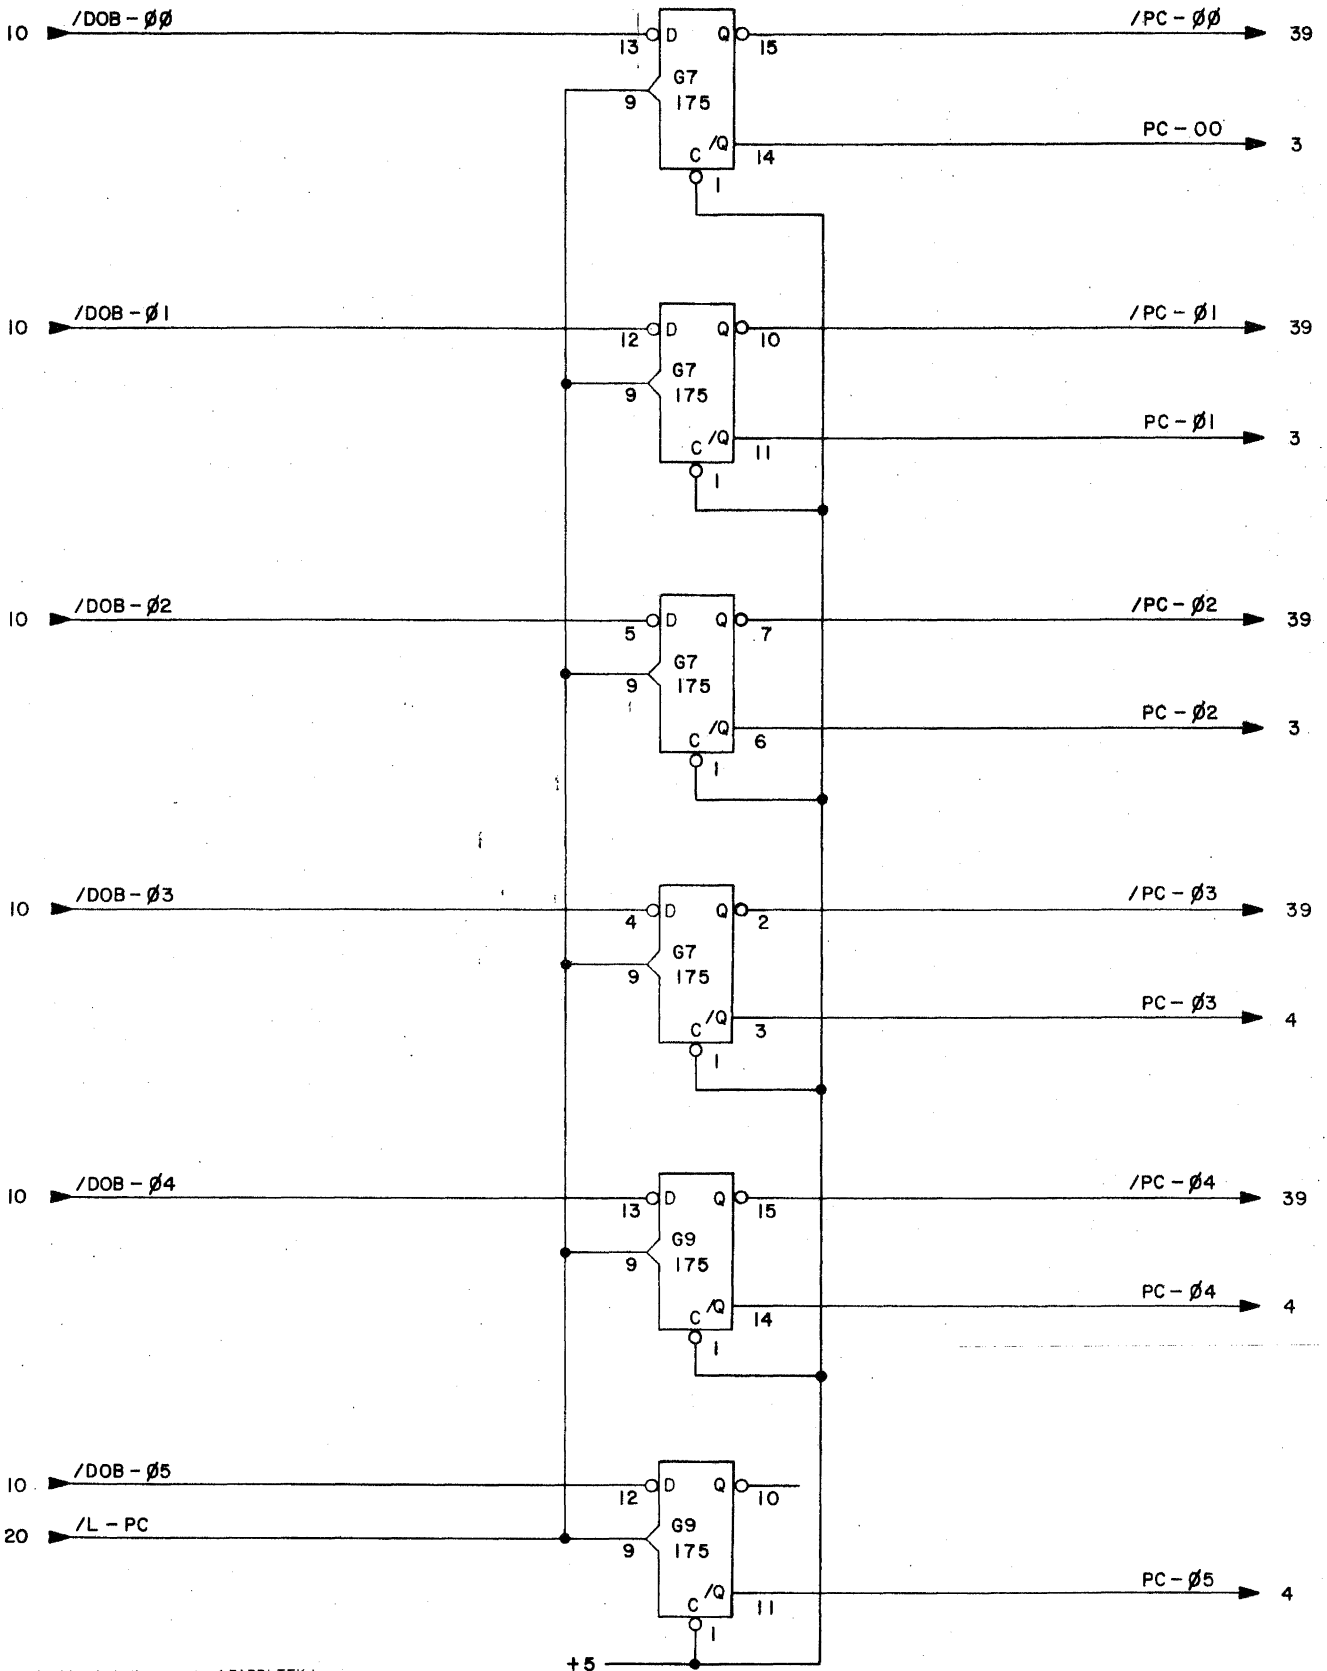 /DOB-ØØ /PC-ØØ
10 13 D Q 15 39
G7
9 175 PC-00
C /Q 14 3
1
/DOB-Ø1 /PC-Ø1
10 12 D Q 10 39
G7
9 175 PC-Ø1
C /Q 11 3
1
/DOB-Ø2 /PC-Ø2
10 5 D Q 7 39
G7
9 175 PC-Ø2
C /Q 6 3
1
/DOB-Ø3 /PC-Ø3
10 4 D Q 2 39
G7
9 175 PC-Ø3
C /Q 3 4
1
/DOB-Ø4 /PC-Ø4
10 13 D Q 15 39
G9
9 175 PC-Ø4
C /Q 14 4
1
/DOB-Ø5
10 12 D Q 10
/L-PC G9
20 9 175 PC-Ø5
C /Q 11 4
1
+5